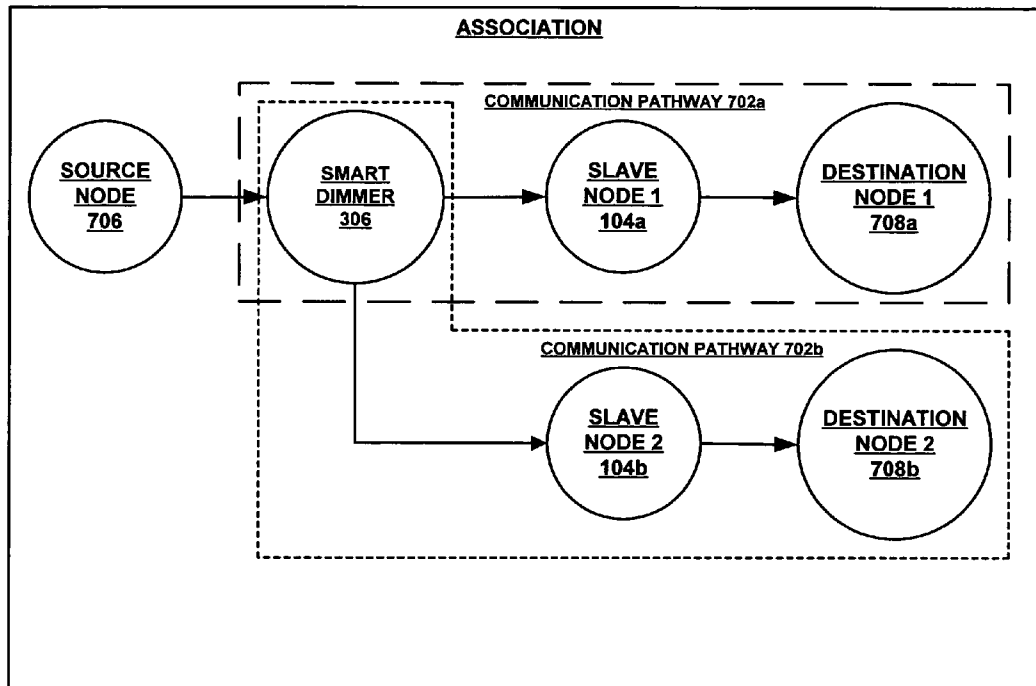 ASSOCIATION
COMMUNICATION PATHWAY 702a
SOURCE
NODE
706
SMART
DIMMER
306
SLAVE
NODE 1
104a
DESTINATION
NODE 1
708a
COMMUNICATION PATHWAY 702b
SLAVE
NODE 2
104b
DESTINATION
NODE 2
708b